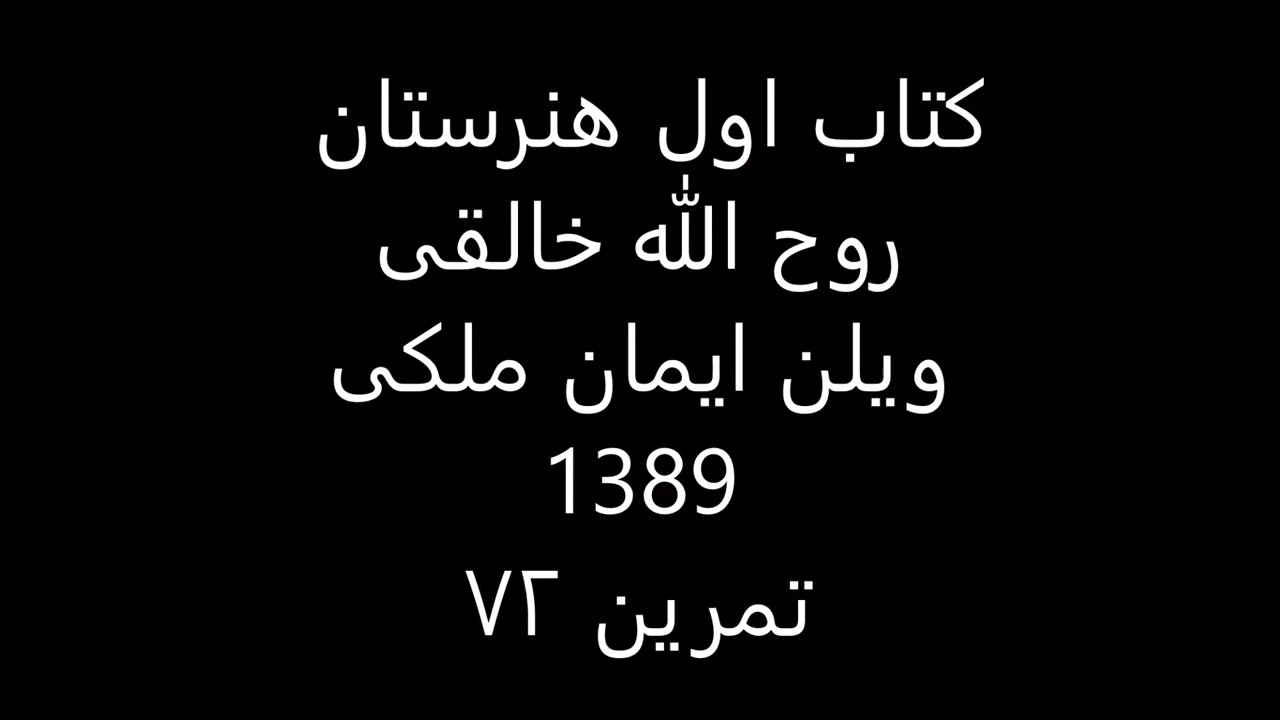 کتاب اول هنرستان
روح الله خالقی
ویلن ایمان ملکی
1389
تمرین ۷۲